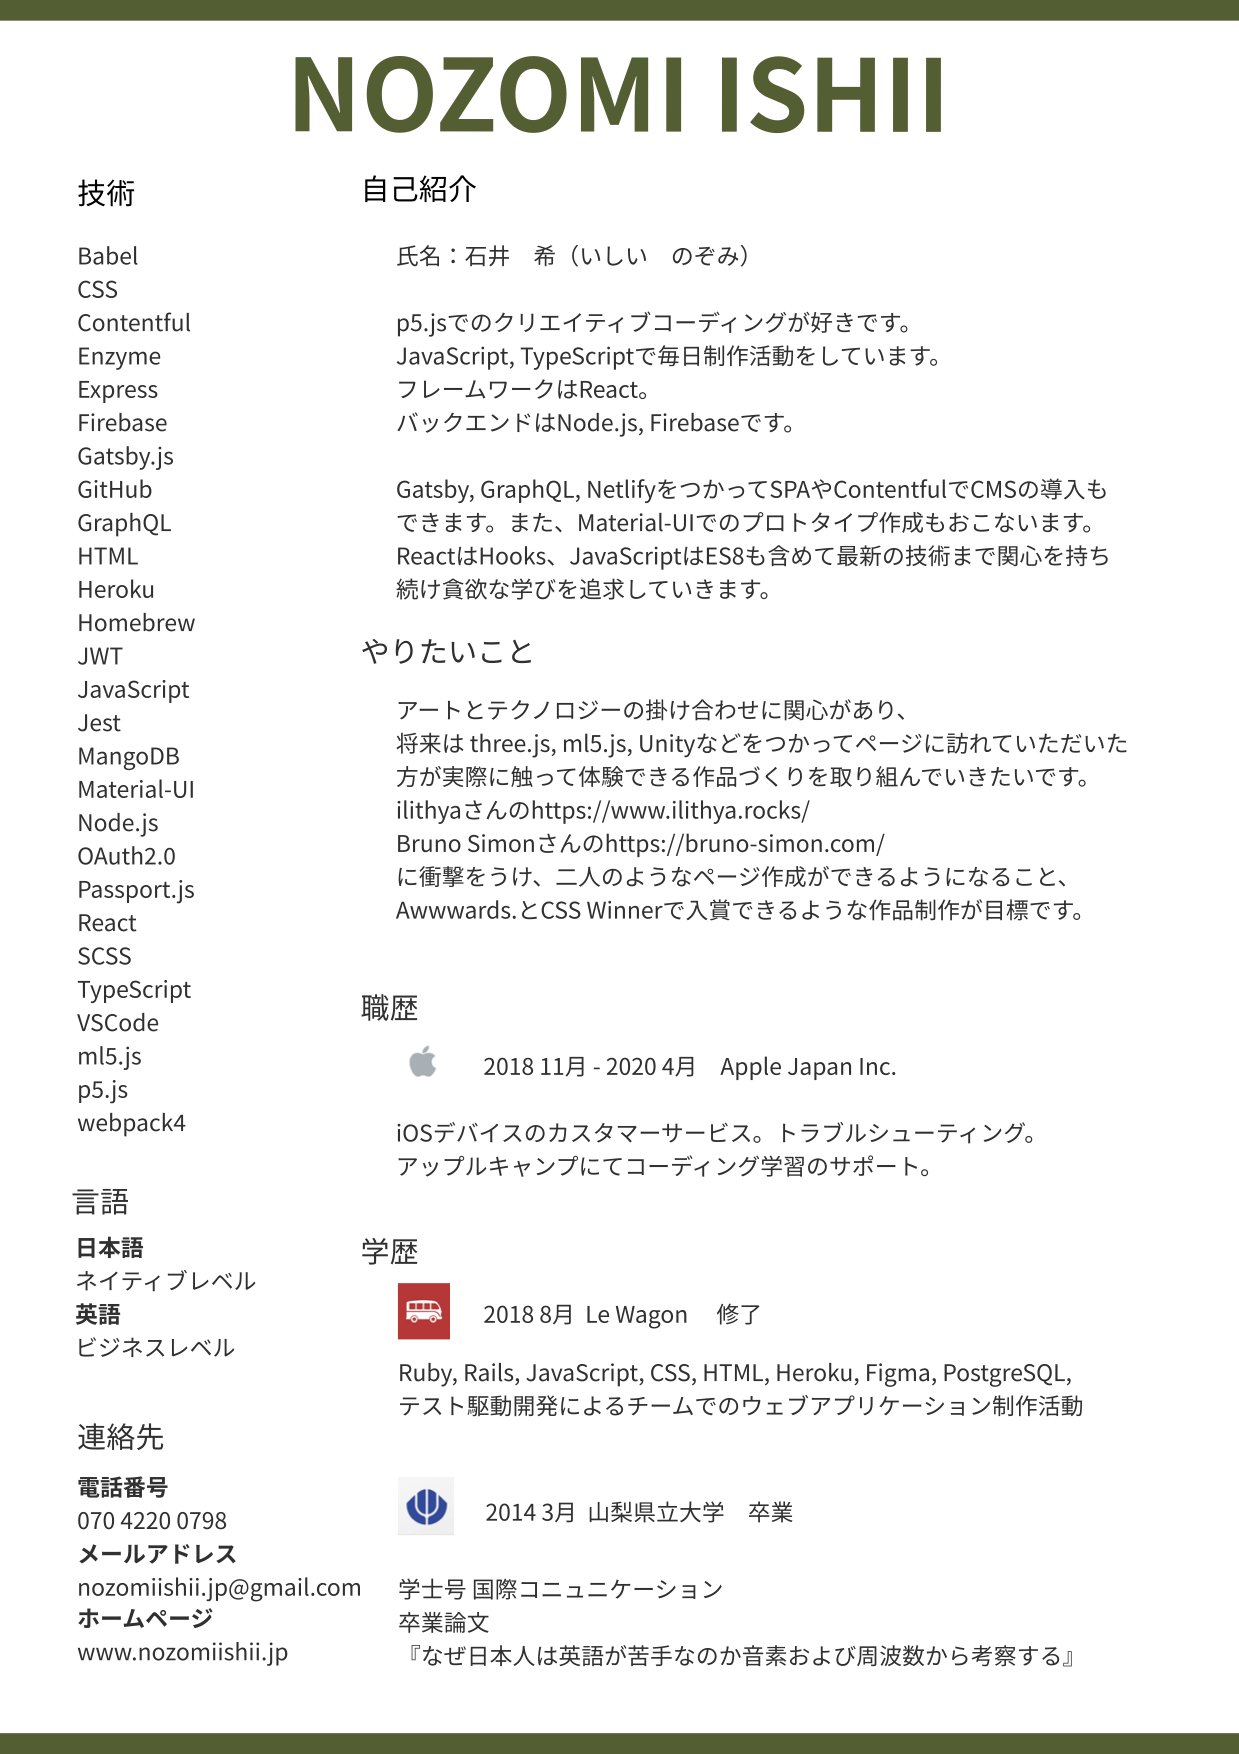 NOZOMI ISHII
技術
Babel
CSS
Contentful
Enzyme
Express
Firebase
Gatsby.js
GitHub
GraphQL
HTML
Heroku
Homebrew
JWT
JavaScript
Jest
MangoDB
Material-UI
Node.js
OAuth2.0
Passport.js
React
SCSS
TypeScript
VSCode
ml5.js
p5.js
webpack4
言語
日本語
ネイティブレベル
英語
ビジネスレベル
連絡先
電話番号
070 4220 0798
メールアドレス
nozomiishii.jp@gmail.com
ホームページ
www.nozomiishii.jp
自己紹介
氏名：石井　希（いしい　のぞみ）
p5.jsでのクリエイティブコーディングが好きです。
JavaScript, TypeScriptで毎日制作活動をしています。
フレームワークはReact。
バックエンドはNode.js, Firebaseです。
Gatsby, GraphQL, NetlifyをつかってSPAやContentfulでCMSの導入も
できます。また、Material-UIでのプロトタイプ作成もおこないます。
ReactはHooks、JavaScriptはES8も含めて最新の技術まで関心を持ち
続け貪欲な学びを追求していきます。
やりたいこと
アートとテクノロジーの掛け合わせに関心があり、
将来は three.js, ml5.js, Unityなどをつかってページに訪れていただいた
方が実際に触って体験できる作品づくりを取り組んでいきたいです。
ilithyaさんのhttps://www.ilithya.rocks/
Bruno Simonさんのhttps://bruno-simon.com/
に衝撃をうけ、二人のようなページ作成ができるようになること、
Awwwards.とCSS Winnerで入賞できるような作品制作が目標です。
職歴
2018 11月 - 2020 4月　Apple Japan Inc.
iOSデバイスのカスタマーサービス。トラブルシューティング。
アップルキャンプにてコーディング学習のサポート。
学歴
2018 8月 Le Wagon　修了
Ruby, Rails, JavaScript, CSS, HTML, Heroku, Figma, PostgreSQL,
テスト駆動開発によるチームでのウェブアプリケーション制作活動
2014 3月 山梨県立大学　卒業
学士号 国際コニュニケーション
卒業論文
『なぜ日本人は英語が苦手なのか音素および周波数から考察する』